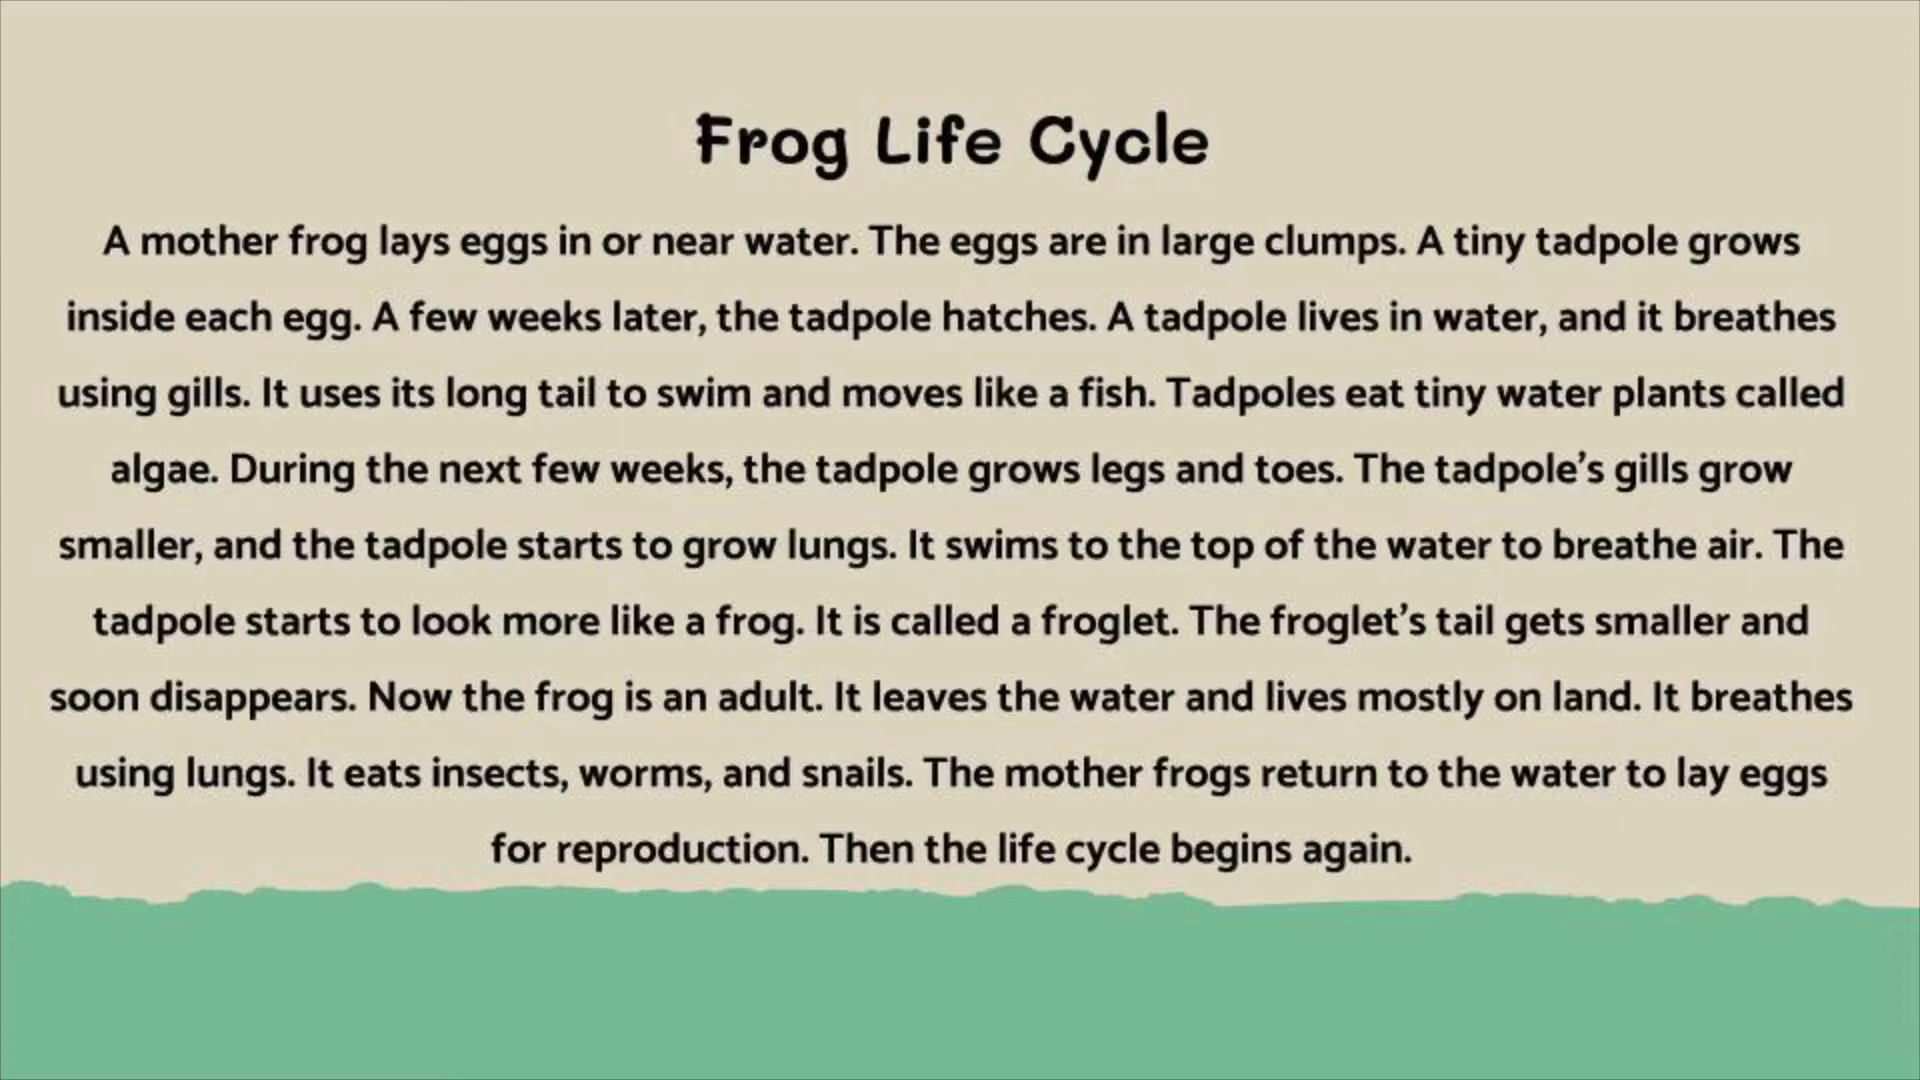 Frog Life Cycle
A mother frog lays eggs in or near water. The eggs are in large clumps. A tiny tadpole grows
inside each egg. A few weeks later, the tadpole hatches. A tadpole lives in water, and it breathes
using gills. It uses its long tail to swim and moves like a fish. Tadpoles eat tiny water plants called
algae. During the next few weeks, the tadpole grows legs and toes. The tadpole’s gills grow
smaller, and the tadpole starts to grow lungs. It swims to the top of the water to breathe air. The
tadpole starts to look more like a frog. It is called a froglet. The froglet’s tail gets smaller and
soon disappears. Now the frog is an adult. It leaves the water and lives mostly on land. It breathes
using lungs. It eats insects, worms, and snails. The mother frogs return to the water to lay eggs
for reproduction. Then the life cycle begins again.